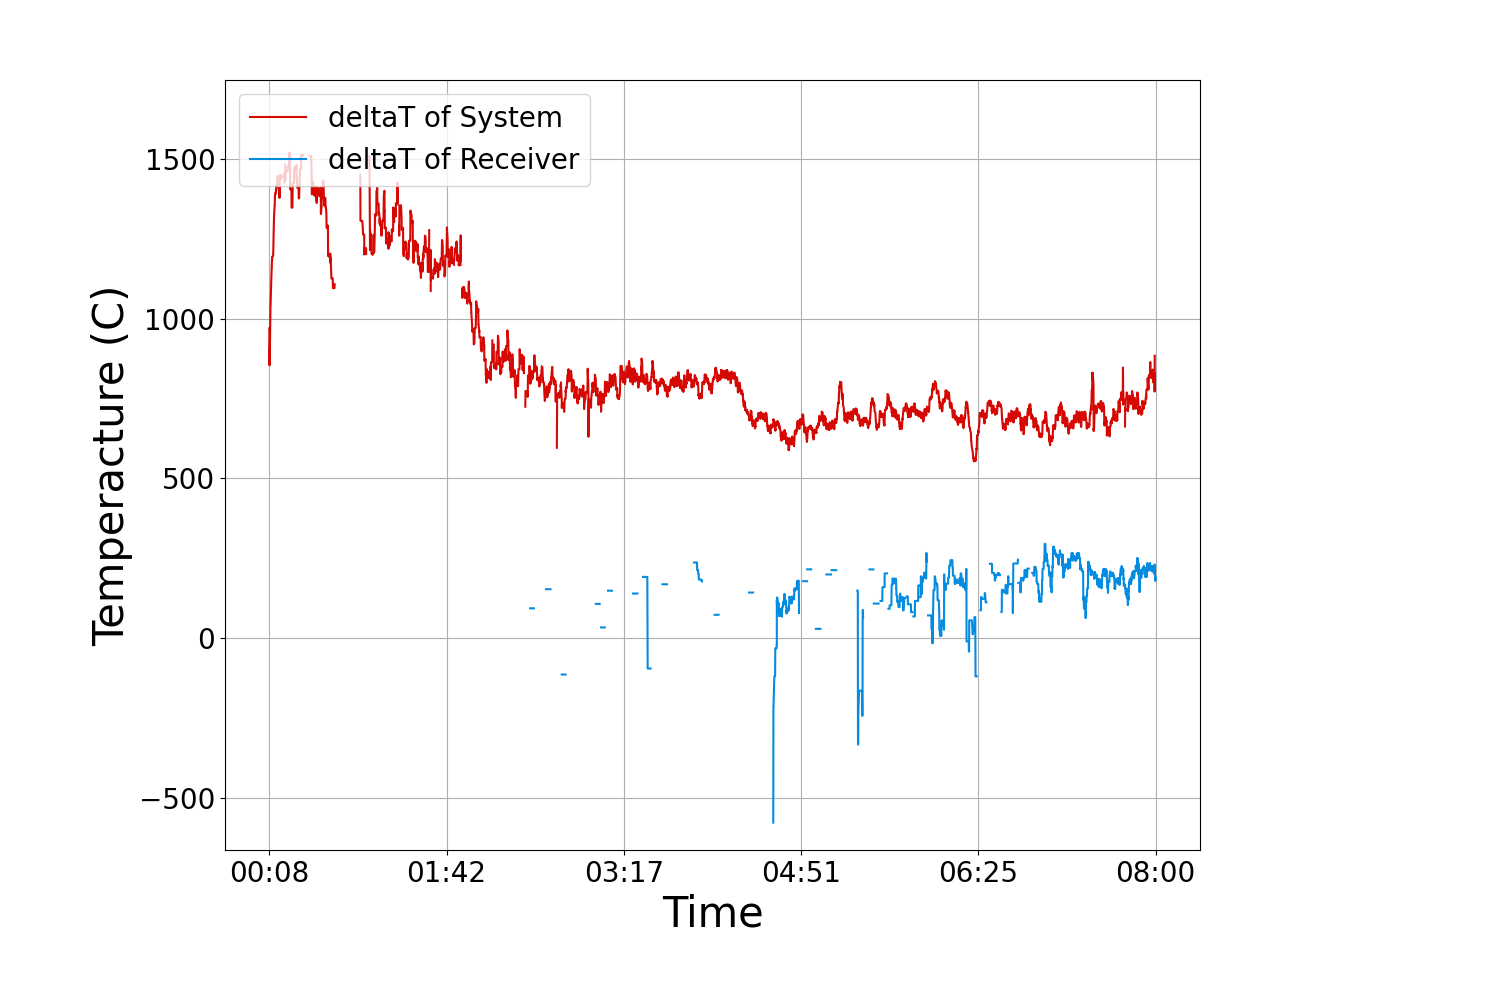 deltaT of System
deltaT of Receiver
1500
1000
500
0
−500
Temperacture (C)
00:08 01:42 03:17 04:51 06:25 08:00
Time